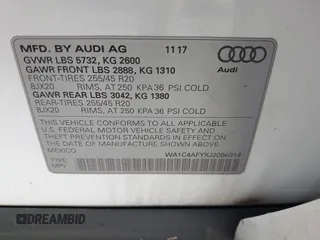 MFD. BY AUDI AG 11 17
GVWR LBS 5732, KG 2600
GAWR FRONT LBS 2888, KG 1310
FRONT-TIRES 255/45 R20
8JX20 RIMS, AT 250 KPA 36 PSI COLD
GAWR REAR LBS 3042, KG 1380
REAR-TIRES 255/45 R20
8JX20 RIMS, AT 250 KPA 36 PSI COLD
Audi
THIS VEHICLE CONFORMS TO ALL
APPLICABLE FEDERAL MOTOR VEHICLE
SAFETY, BUMPER, AND THEFT PREVENTION
STANDARDS IN EFFECT ON THE DATE OF
MANUFACTURE SHOWN ABOVE.
MEXICO
TYPE: MPV
DREAMBID